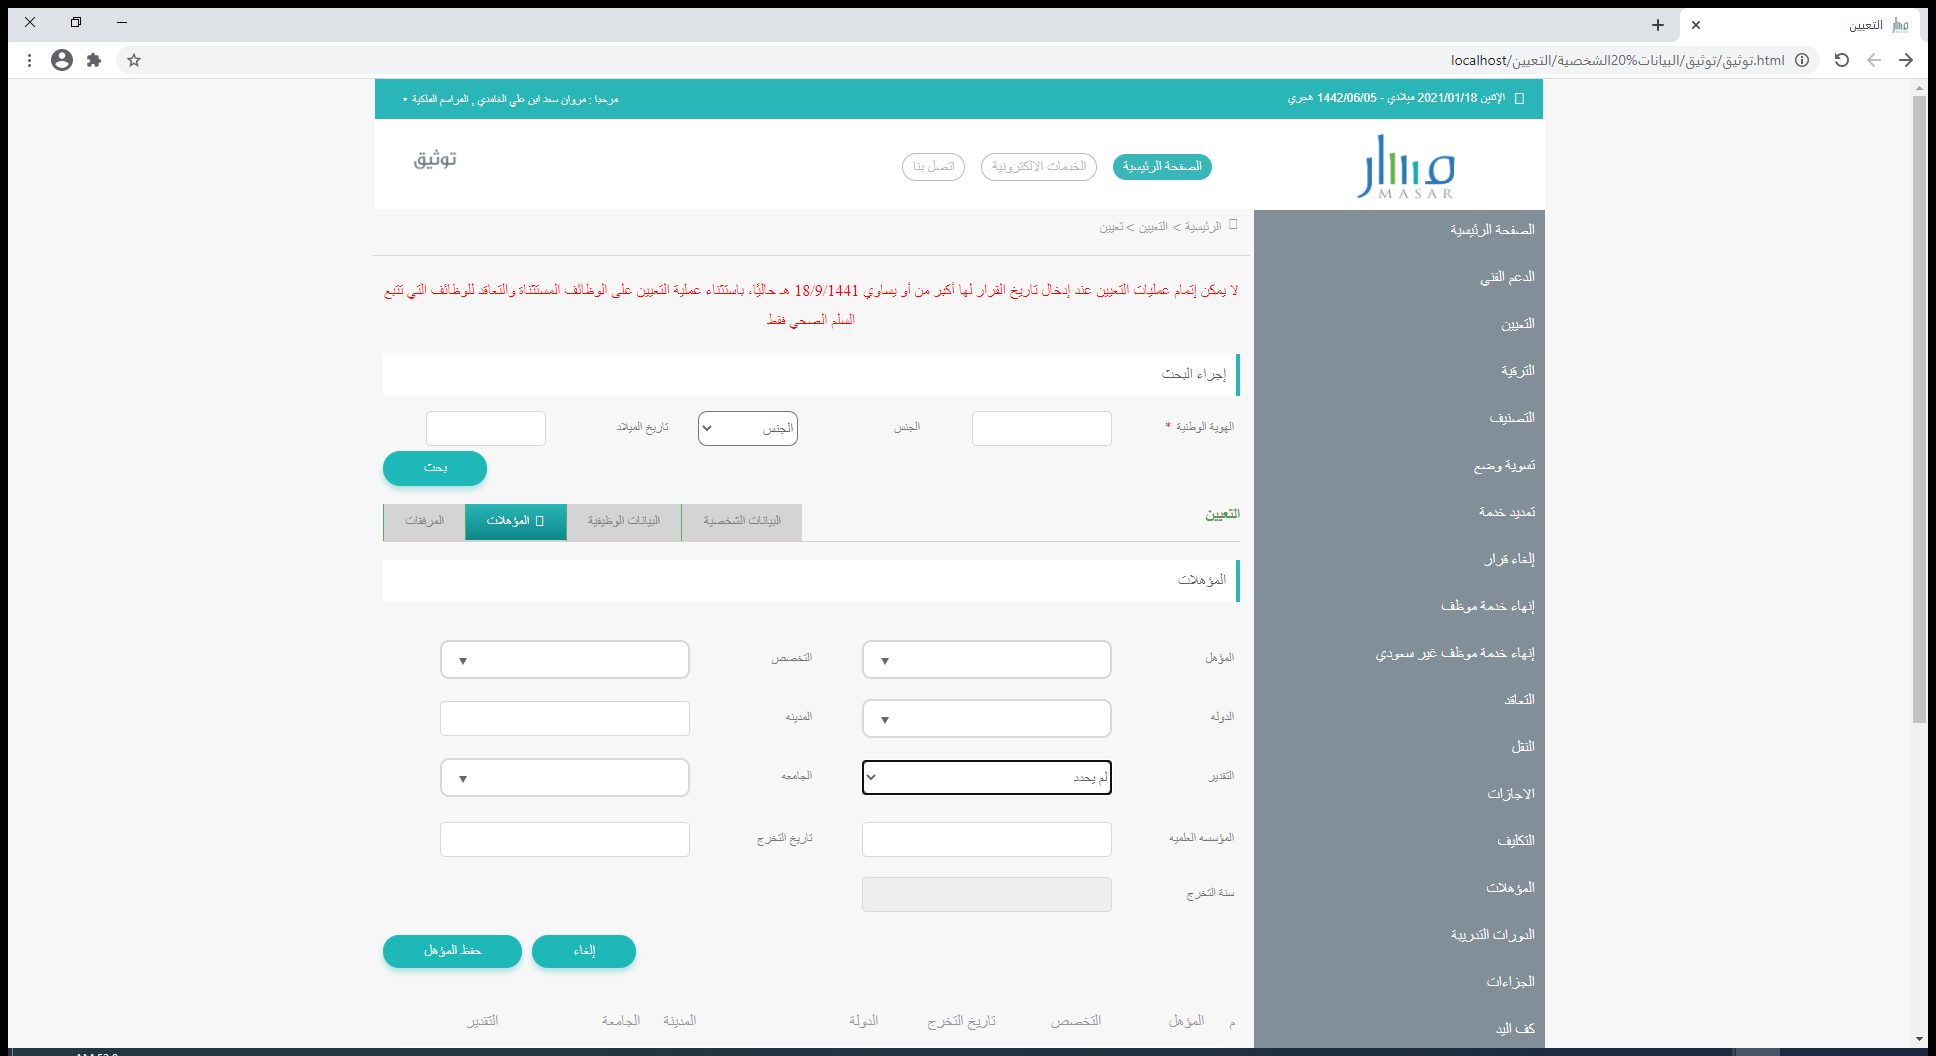 التعيين
localhost/التعيين/البيانات%20الشخصية/توثيق/توثيق.html
الإثنين 2021/01/18 ميلادي - 1442/06/05 هجري
مرحبا : مروان سعد ابن علي الغامدي , المراسم الملكية
مسار
MASAR
الصفحة الرئيسية
الخدمات الالكترونية
اتصل بنا
توثيق
الصفحة الرئيسية
الدعم الفني
التعيين
الترقية
التصنيف
تسوية وضع
تمديد خدمة
إلغاء قرار
إنهاء خدمة موظف
إنهاء خدمة موظف غير سعودي
التعاقد
النقل
الاجازات
التكليف
المؤهلات
الدورات التدريبية
الجزاءات
كف اليد
الرئيسية > التعيين > تعيين
لا يمكن إتمام عمليات التعيين عند إدخال تاريخ القرار لها أكبر من أو يساوي 18/9/1441 هـ حاليًا، باستثناء عملية التعيين على الوظائف المستثناة والتعاقد للوظائف التي تتبع
السلم الصحي فقط
إجراء البحث
الهوية الوطنية *
الجنس
الجنس
تاريخ الميلاد
بحث
التعيين
البيانات الشخصية
البيانات الوظيفية
المؤهلات
المرفقات
المؤهلات
المؤهل
التخصص
الدوله
المدينه
التقدير
لم يحدد
الجامعه
المؤسسه العلميه
تاريخ التخرج
سنة التخرج
إلغاء
حفظ المؤهل
م المؤهل التخصص تاريخ التخرج الدولة المدينة الجامعة التقدير